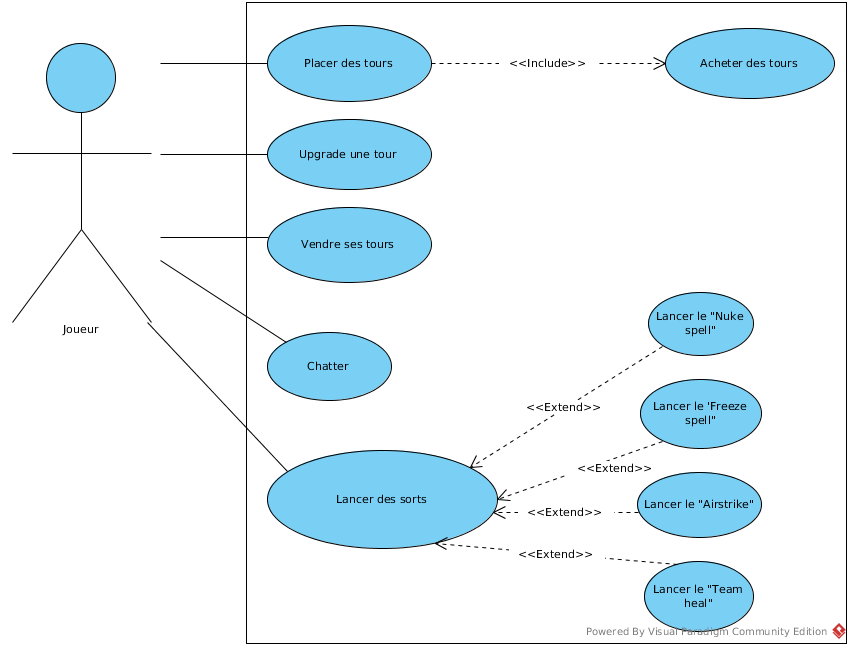 Placer des tours
<<Include>>
Acheter des tours
Upgrade une tour
Vendre ses tours
Joueur
Chatter
Lancer le "Nuke
spell"
<<Extend>>
Lancer le 'Freeze
spell"
<<Extend>>
Lancer des sorts
Lancer le "Airstrike"
<<Extend>>
<<Extend>>
Lancer le "Team
heal"
Powered By Visual Paradigm Community Edition